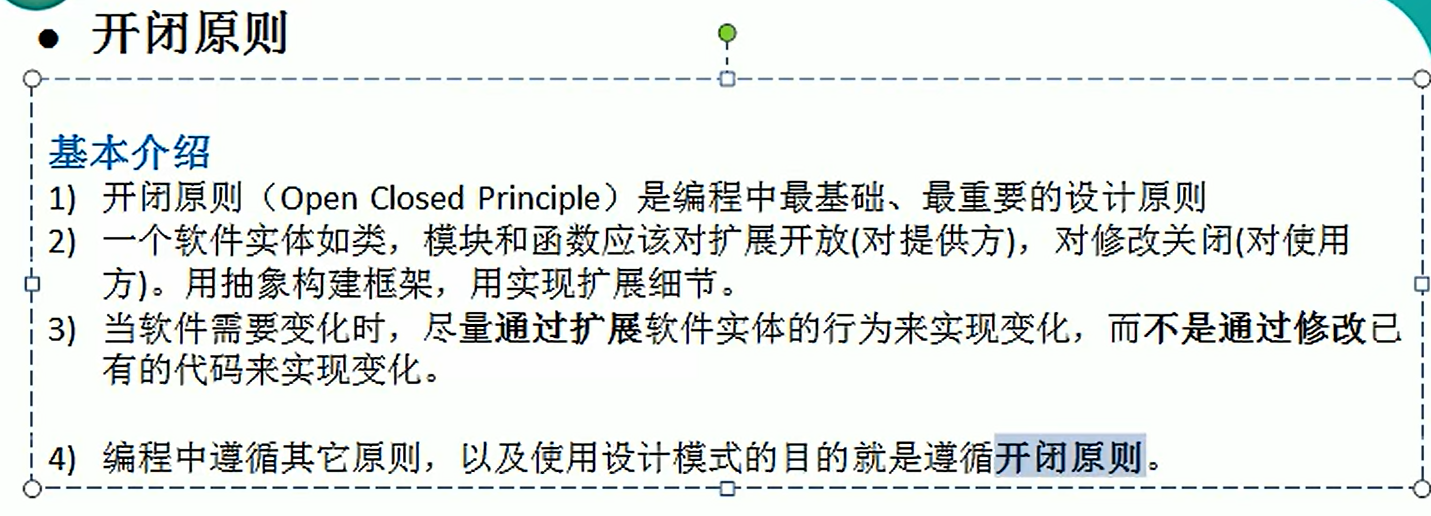 ● 开闭原则
基本介绍
1) 开闭原则（Open Closed Principle）是编程中最基础、最重要的设计原则
2) 一个软件实体如类，模块和函数应该对扩展开放(对提供方)，对修改关闭(对使用
方)。用抽象构建框架，用实现扩展细节。
3) 当软件需要变化时，尽量通过扩展软件实体的行为来实现变化，而不是通过修改已
有的代码来实现变化。
4) 编程中遵循其它原则，以及使用设计模式的目的就是遵循开闭原则。